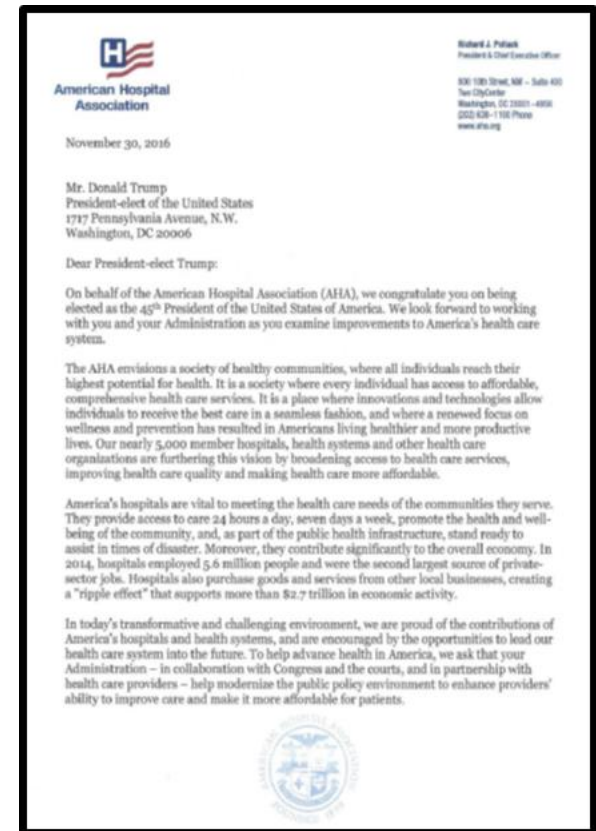 American Hospital
Association
Richard J. Pollack
President & Chief Executive Officer
800 10th Street, NW – Suite 400
Two CityCenter
Washington, DC 20001-4956
(202) 638-1100 Phone
www.aha.org
November 30, 2016
Mr. Donald Trump
President-elect of the United States
1717 Pennsylvania Avenue, N.W.
Washington, DC 20006
Dear President-elect Trump:
On behalf of the American Hospital Association (AHA), we congratulate you on being
elected as the 45th President of the United States of America. We look forward to working
with you and your Administration as you examine improvements to America's health care
system.
The AHA envisions a society of healthy communities, where all individuals reach their
highest potential for health. It is a society where every individual has access to affordable,
comprehensive health care services. It is a place where innovations and technologies allow
individuals to receive the best care in a seamless fashion, and where a renewed focus on
wellness and prevention has resulted in Americans living healthier and more productive
lives. Our nearly 5,000 member hospitals, health systems and other health care
organizations are furthering this vision by broadening access to health care services,
improving health care quality and making health care more affordable.
America's hospitals are vital to meeting the health care needs of the communities they serve.
They provide access to care 24 hours a day, seven days a week, promote the health and well-
being of the community, and, as part of the public health infrastructure, stand ready to
assist in times of disaster. Moreover, they contribute significantly to the overall economy. In
2014, hospitals employed 5.6 million people and were the second largest source of private-
sector jobs. Hospitals also purchase goods and services from other local businesses, creating
a "ripple effect" that supports more than $2.7 trillion in economic activity.
In today's transformative and challenging environment, we are proud of the contributions of
America's hospitals and health systems, and are encouraged by the opportunities to lead our
health care system into the future. To help advance health in America, we ask that your
Administration – in collaboration with Congress and the courts, and in partnership with
health care providers – help modernize the public policy environment to enhance providers'
ability to improve care and make it more affordable for patients.
AMERICAN HOSPITAL ASSOCIATION